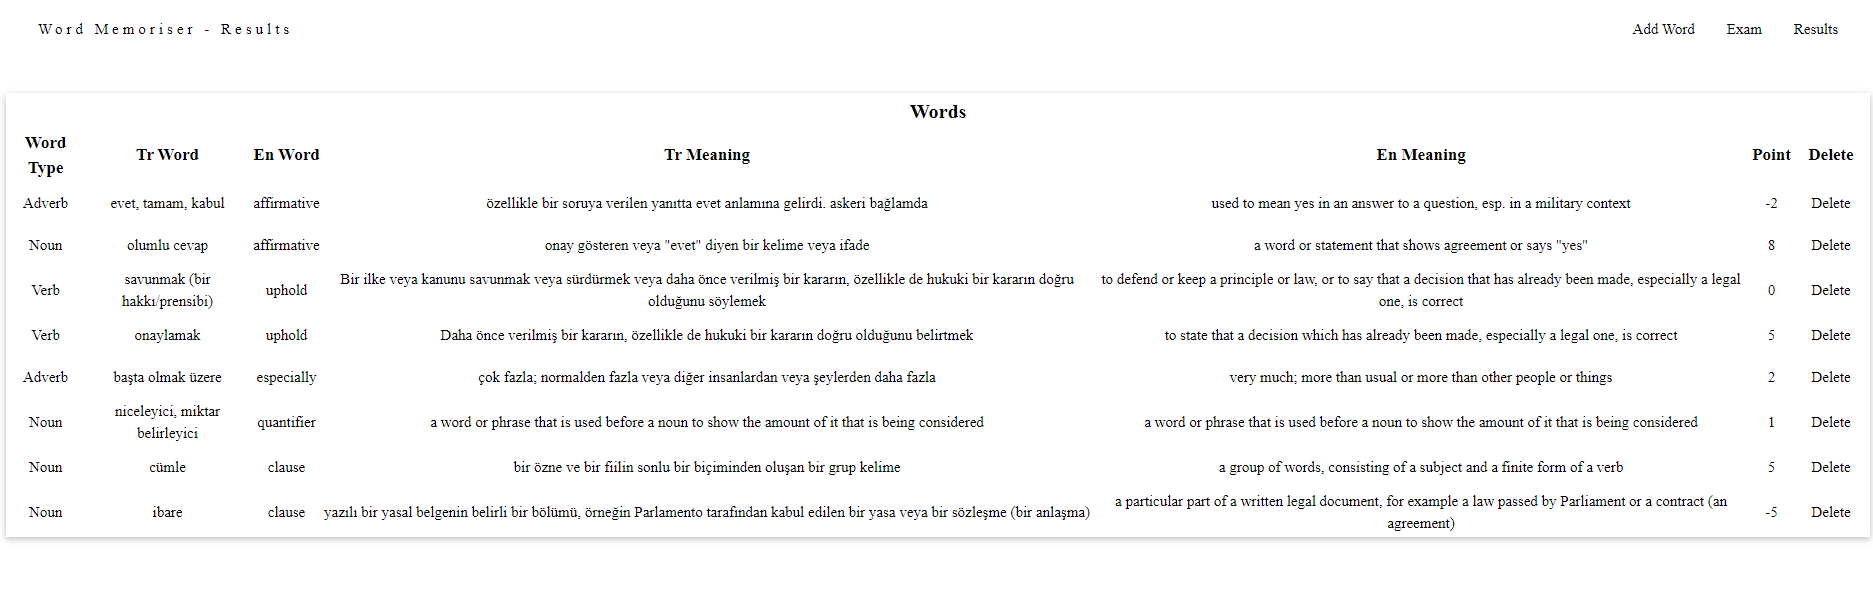 Word Memoriser - Results
Add Word Exam Results
Words
Word Type Tr Word En Word Tr Meaning En Meaning Point Delete
Adverb evet, tamam, kabul affirmative özellikle bir soruya verilen yanıtta evet anlamına gelirdi. askeri bağlamda used to mean yes in an answer to a question, esp. in a military context -2 Delete
Noun olumlu cevap affirmative onay gösteren veya "evet" diyen bir kelime veya ifade a word or statement that shows agreement or says "yes" 8 Delete
Verb savunmak (bir hakkı/prensibi) uphold Bir ilke veya kanunu savunmak veya sürdürmek veya daha önce verilmiş bir kararın, özellikle de hukuki bir kararın doğru olduğunu söylemek to defend or keep a principle or law, or to say that a decision that has already been made, especially a legal one, is correct 0 Delete
Verb onaylamak uphold Daha önce verilmiş bir kararın, özellikle de hukuki bir kararın doğru olduğunu belirtmek to state that a decision which has already been made, especially a legal one, is correct 5 Delete
Adverb başta olmak üzere especially çok fazla; normalden fazla veya diğer insanlardan veya şeylerden daha fazla very much; more than usual or more than other people or things 2 Delete
Noun niceleyici, miktar belirleyici quantifier a word or phrase that is used before a noun to show the amount of it that is being considered a word or phrase that is used before a noun to show the amount of it that is being considered 1 Delete
Noun cümle clause bir özne ve bir fiilin sonlu bir biçiminden oluşan bir grup kelime a group of words, consisting of a subject and a finite form of a verb 5 Delete
Noun ibare clause yazılı bir yasal belgenin belirli bir bölümü, örneğin Parlamento tarafından kabul edilen bir yasa veya bir sözleşme (bir anlaşma) a particular part of a written legal document, for example a law passed by Parliament or a contract (an agreement) -5 Delete